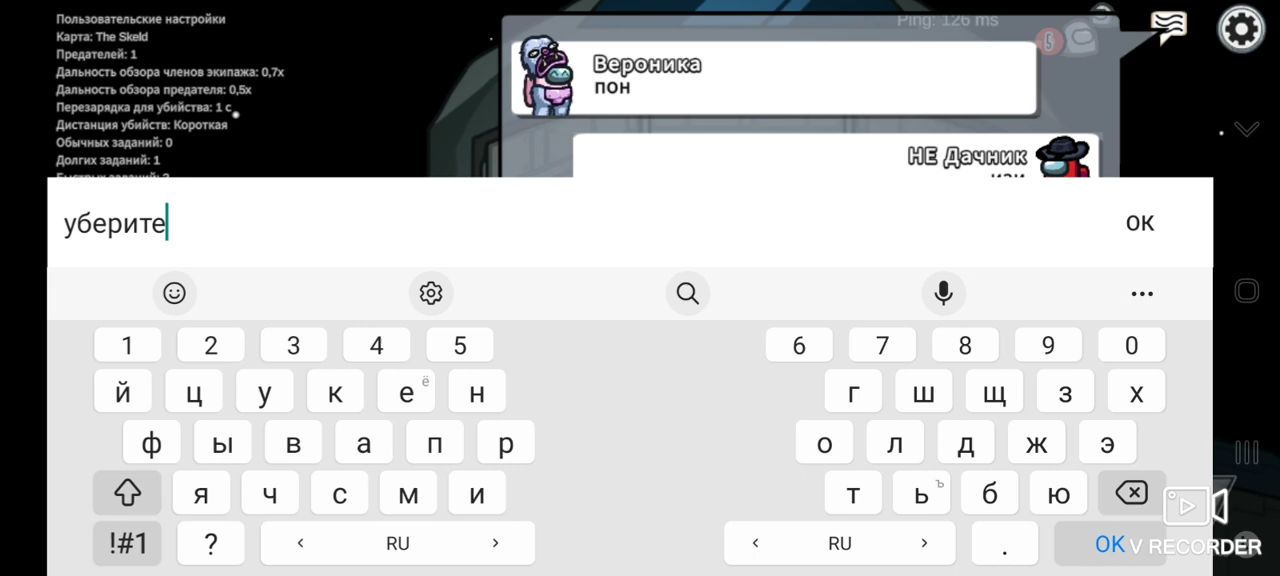 Пользовательские настройки
Карта: The Skeld
Предателей: 1
Дальность обзора членов экипажа: 0,7x
Дальность обзора предателя: 0,5x
Перезарядка для убийства: 1 с
Дистанция убийств: Короткая
Обычных заданий: 0
Долгих заданий: 1
Ping: 126 ms
5
Вероника
пон
НЕ Дачник
изи
уберите
ОК
1 2 3 4 5 6 7 8 9 0
й ц у к е ё н г ш щ з х
ф ы в а п р о л д ж э
я ч с м и т ь ъ б ю
!#1 ? < RU > < RU > . OK
V RECORDER